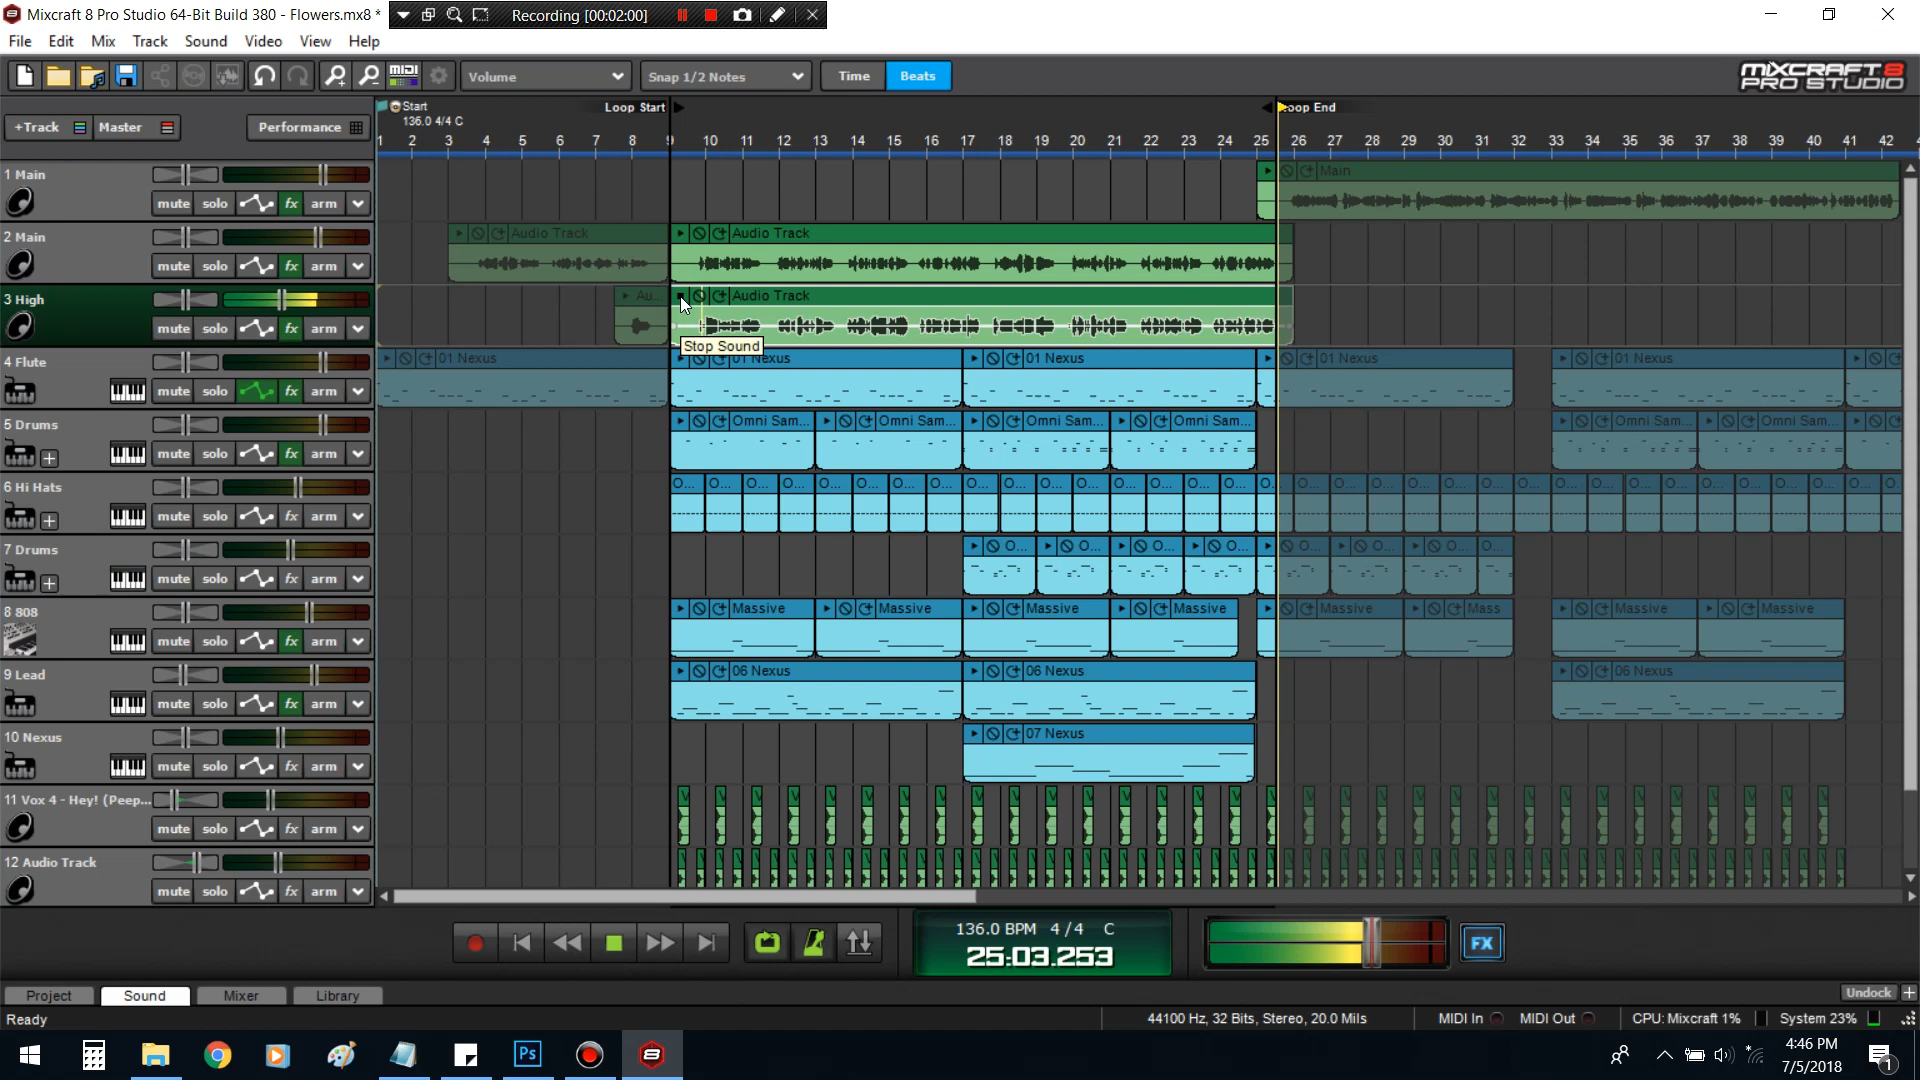 Mixcraft 8 Pro Studio 64-Bit Build 380 - Flowers.mx8 *
Recording [00:02:00]
File Edit Mix Track Sound Video View Help
MIDI
Volume
Snap 1/2 Notes
Time Beats
MIXCRAFT 8
PRO STUDIO
Start
136.0 4/4 C
Loop Start
oop End
+Track Master Performance
1 2 3 4 5 6 7 8 9 10 11 12 13 14 15 16 17 18 19 20 21 22 23 24 25 26 27 28 29 30 31 32 33 34 35 36 37 38 39 40 41 42
1 Main
mute solo fx arm
Main
2 Main
mute solo fx arm
Audio Track Audio Track
3 High
mute solo fx arm
Au... Audio Track
Stop Sound
4 Flute
mute solo fx arm
01 Nexus 01 Nexus 01 Nexus 01 Nexus 01 Nexus
5 Drums
mute solo fx arm
Omni Sam... Omni Sam... Omni Sam... Omni Sam... Omni Sam... Omni Sam...
6 Hi Hats
mute solo fx arm
O... O... O... O... O... O... O... O... O... O... O... O... O... O... O... O... O... O... O... O... O... O... O... O... O... O... O... O... O... O... O... O... O...
7 Drums
mute solo fx arm
O... O... O... O... O... O... O... O...
8 808
mute solo fx arm
Massive Massive Massive Massive Massive Mass Massive Massive
9 Lead
mute solo fx arm
06 Nexus 06 Nexus 06 Nexus
10 Nexus
mute solo fx arm
07 Nexus
11 Vox 4 - Hey! (Peep...
mute solo fx arm
12 Audio Track
mute solo fx arm
136.0 BPM 4/4 C
25:03.253
FX
Project Sound Mixer Library
Undock
Ready
44100 Hz, 32 Bits, Stereo, 20.0 Mils
MIDI In MIDI Out
CPU: Mixcraft 1% System 23%
Ps
8
4:46 PM
7/5/2018
1